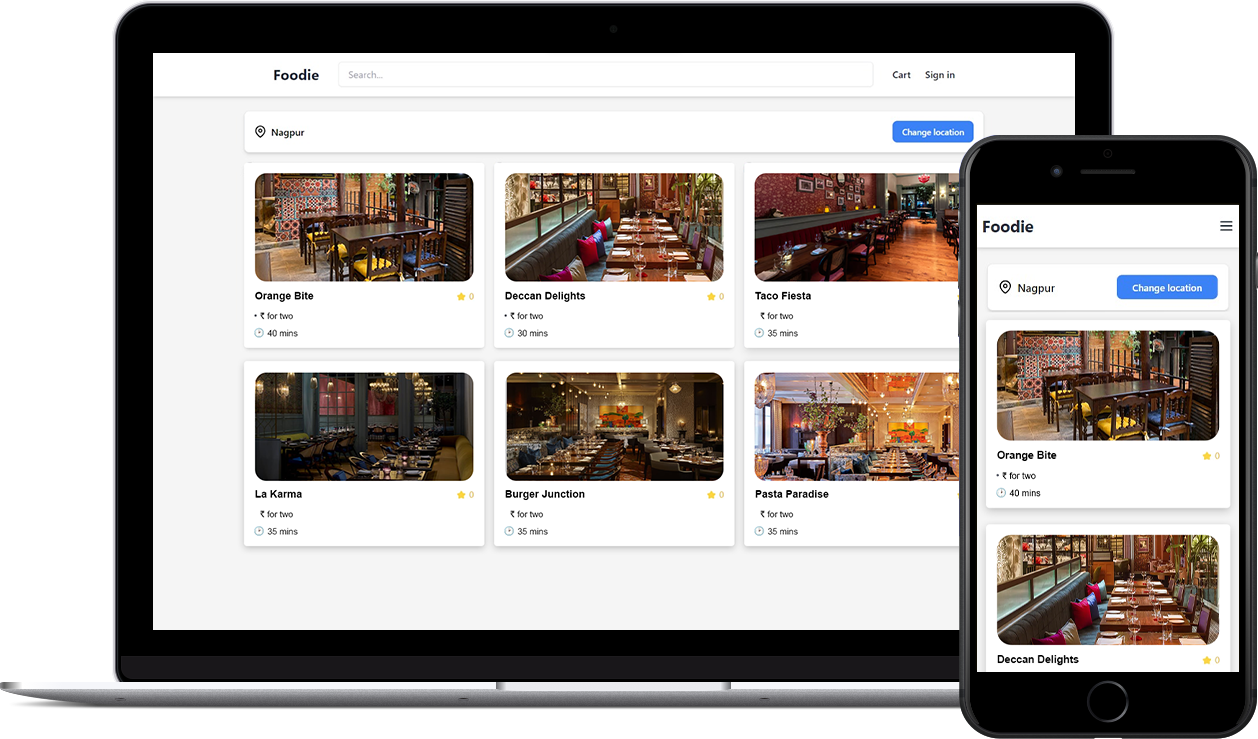 Foodie
Search...
Cart
Sign in
Nagpur
Change location
Orange Bite
0
• ₹ for two
40 mins
Deccan Delights
0
• ₹ for two
30 mins
Taco Fiesta
₹ for two
35 mins
La Karma
0
₹ for two
35 mins
Burger Junction
0
₹ for two
35 mins
Pasta Paradise
₹ for two
35 mins
Foodie
Nagpur
Change location
Orange Bite
0
• ₹ for two
40 mins
Deccan Delights
0